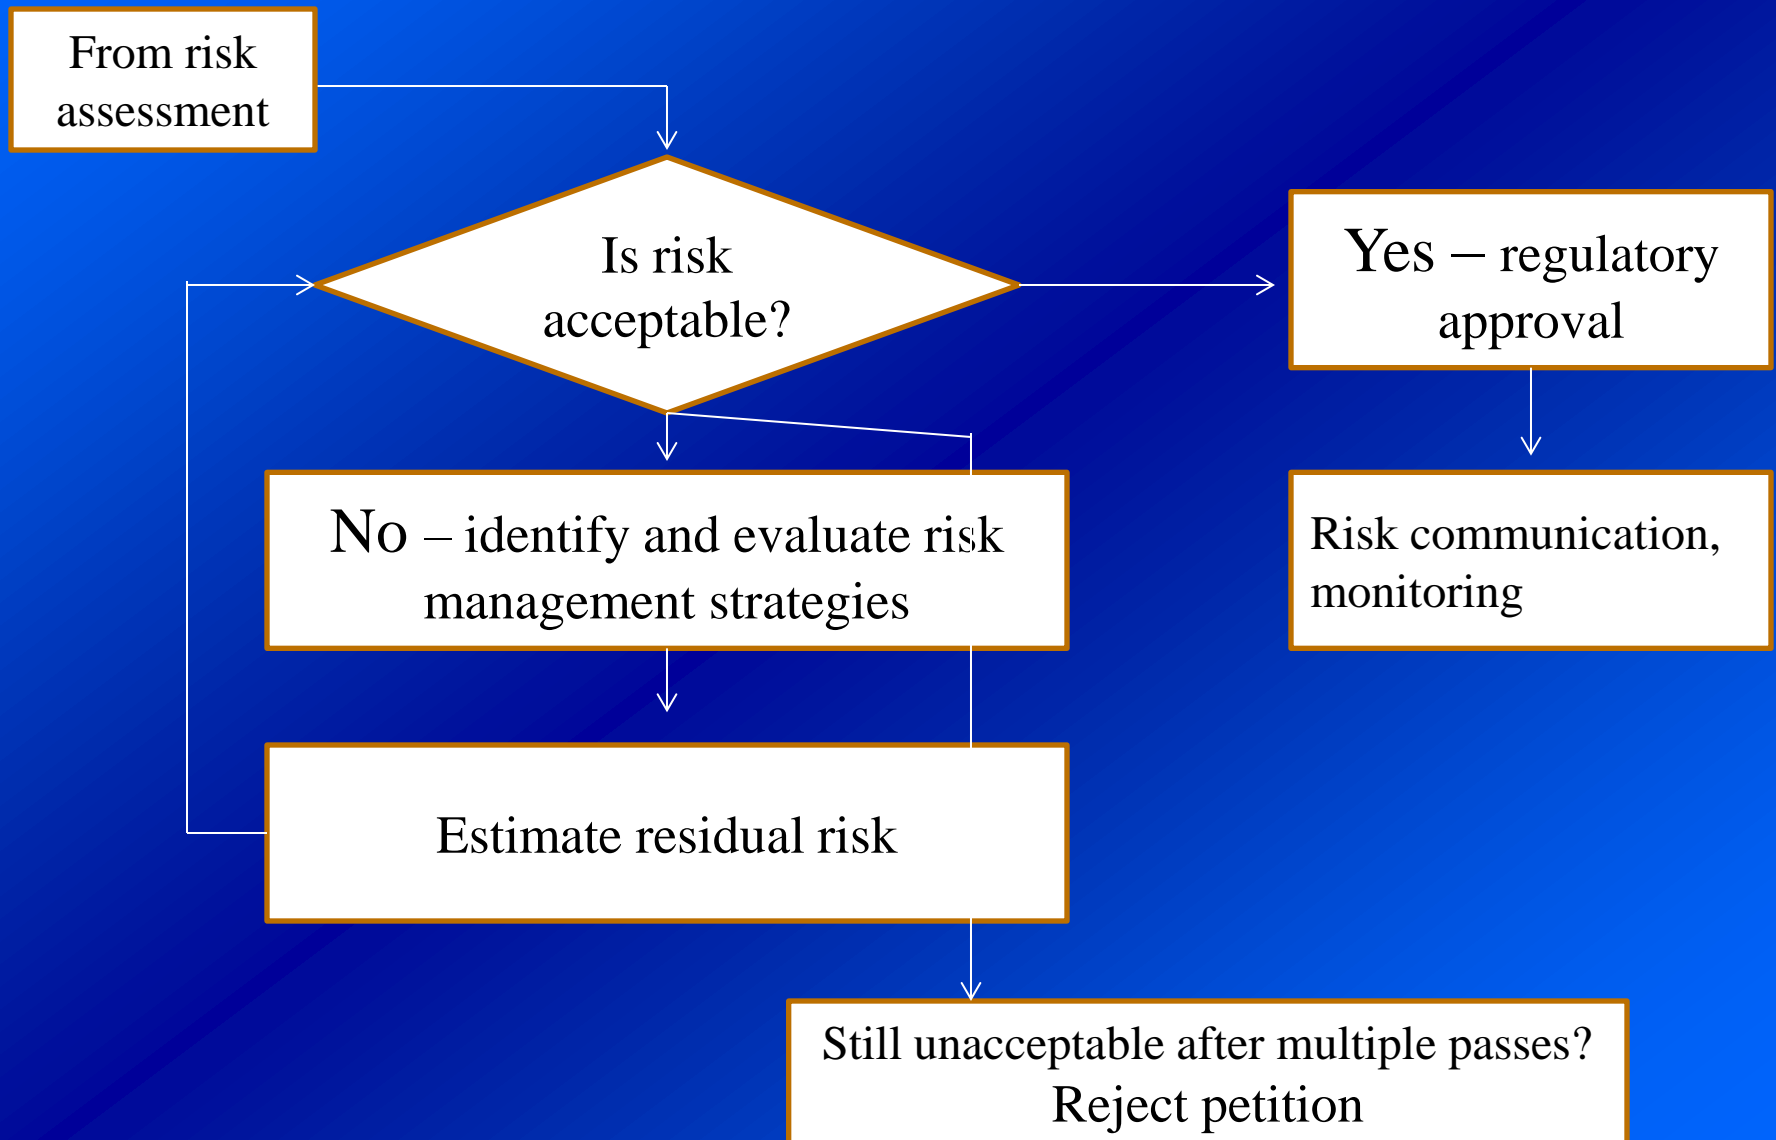 From risk
assessment
Is risk
acceptable?
Yes – regulatory
approval
No – identify and evaluate risk
management strategies
Risk communication,
monitoring
Estimate residual risk
Still unacceptable after multiple passes?
Reject petition